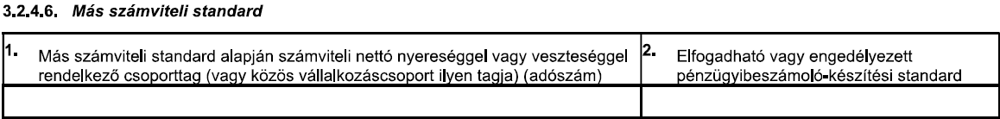 3.2.4.6. Más számviteli standard
1. Más számviteli standard alapján számviteli nettó nyereséggel vagy veszteséggel
rendelkező csoporttag (vagy közös vállalkozáscsoport ilyen tagja) (adószám)
2. Elfogadható vagy engedélyezett
pénzügyibeszámoló-készítési standard